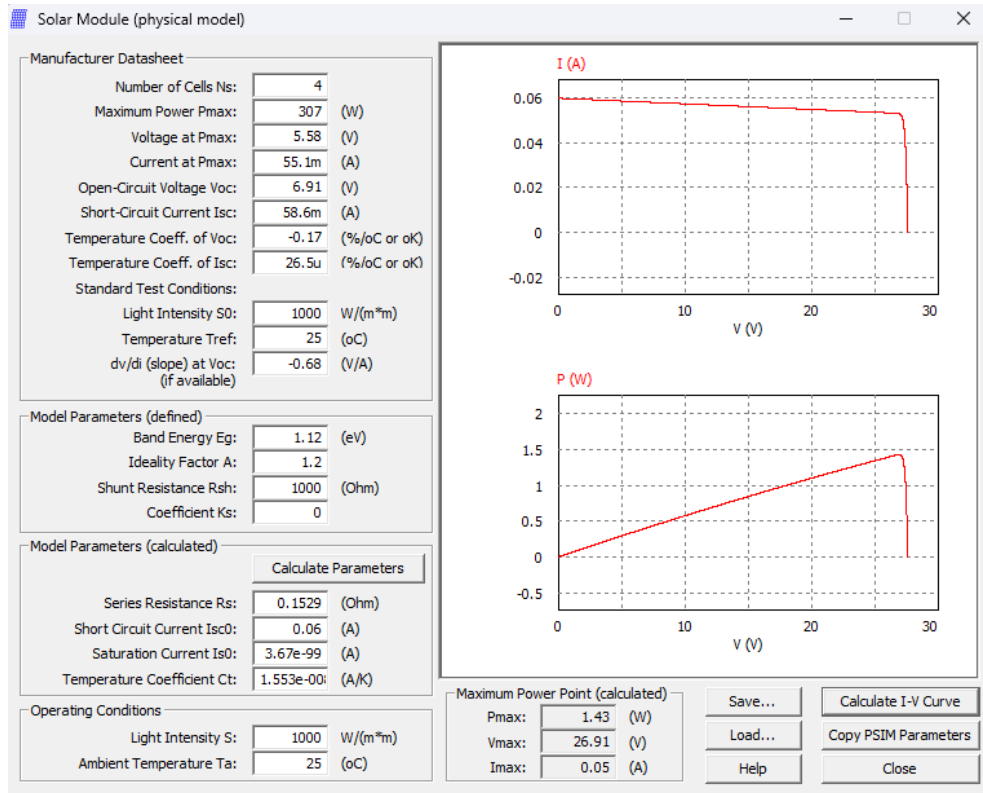 Solar Module (physical model)
Manufacturer Datasheet
Number of Cells Ns: 4
Maximum Power Pmax: 307 (W)
Voltage at Pmax: 5.58 (V)
Current at Pmax: 55.1m (A)
Open-Circuit Voltage Voc: 6.91 (V)
Short-Circuit Current Isc: 58.6m (A)
Temperature Coeff. of Voc: -0.17 (%/oC or oK)
Temperature Coeff. of Isc: 26.5u (%/oC or oK)
Standard Test Conditions:
Light Intensity S0: 1000 W/(m*m)
Temperature Tref: 25 (oC)
dv/di (slope) at Voc: -0.68 (V/A)
(if available)
Model Parameters (defined)
Band Energy Eg: 1.12 (eV)
Ideality Factor A: 1.2
Shunt Resistance Rsh: 1000 (Ohm)
Coefficient Ks: 0
Model Parameters (calculated)
Calculate Parameters
Series Resistance Rs: 0.1529 (Ohm)
Short Circuit Current Isc0: 0.06 (A)
Saturation Current Is0: 3.67e-99 (A)
Temperature Coefficient Ct: 1.553e-00 (A/K)
Operating Conditions
Light Intensity S: 1000 W/(m*m)
Ambient Temperature Ta: 25 (oC)
I (A)
0.06
0.04
0.02
0
-0.02
0 10 20 30
V (V)
P (W)
2
1.5
1
0.5
0
-0.5
0 10 20 30
V (V)
Maximum Power Point (calculated)
Pmax: 1.43 (W)
Vmax: 26.91 (V)
Imax: 0.05 (A)
Save... Calculate I-V Curve
Load... Copy PSIM Parameters
Help Close